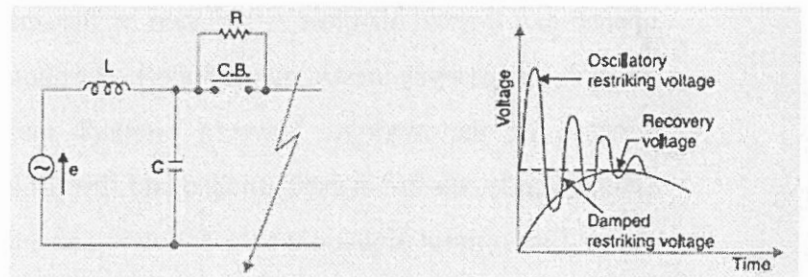 R
L
C.B.
C
e
Voltage
Oscillatory
restriking voltage
Recovery
voltage
Damped
restriking voltage
Time